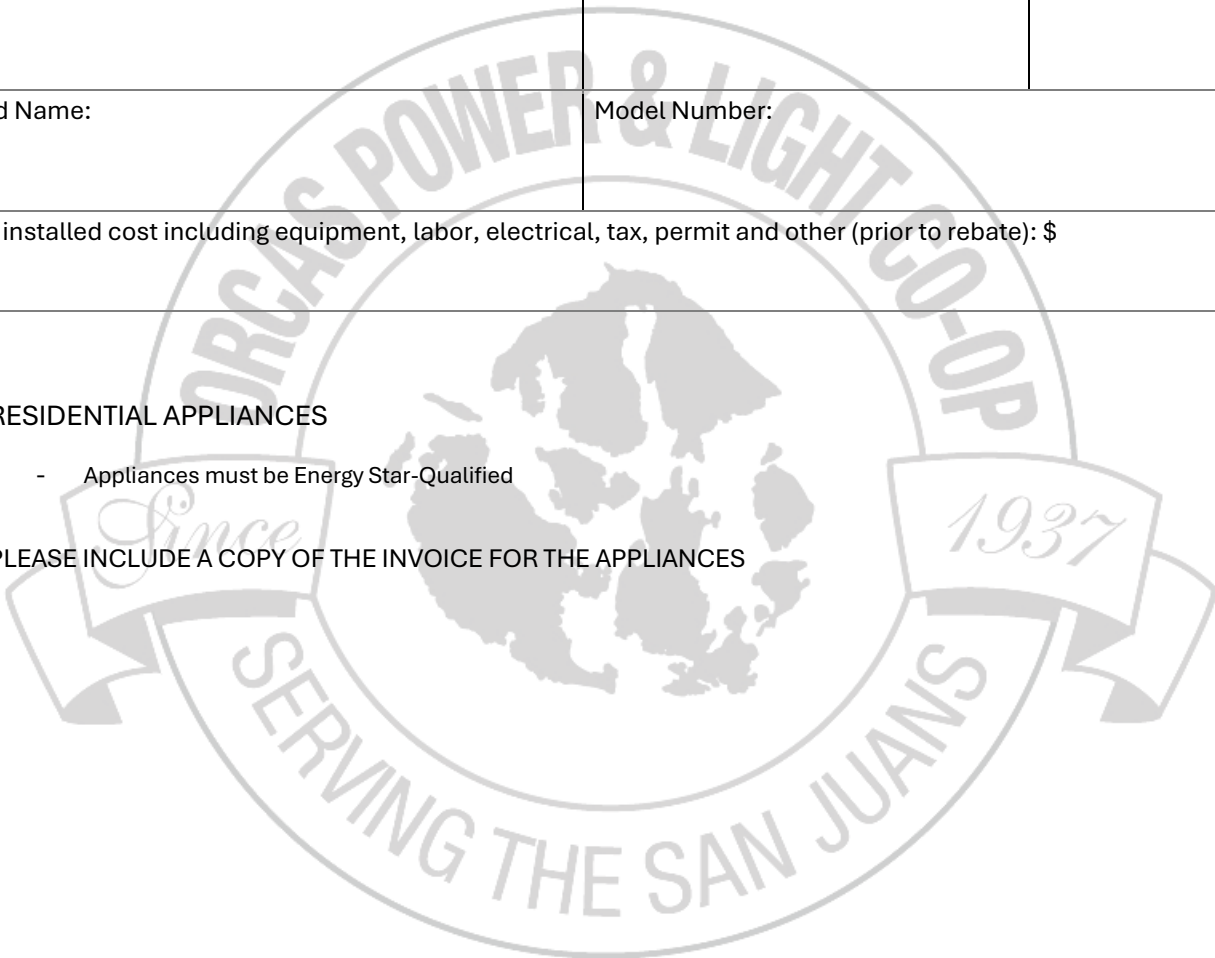 d Name:
Model Number:
installed cost including equipment, labor, electrical, tax, permit and other (prior to rebate): $
RESIDENTIAL APPLIANCES
- Appliances must be Energy Star-Qualified
PLEASE INCLUDE A COPY OF THE INVOICE FOR THE APPLIANCES
ORCAS POWER & LIGHT CO-OP
Since
1937
SERVING THE SAN JUANS